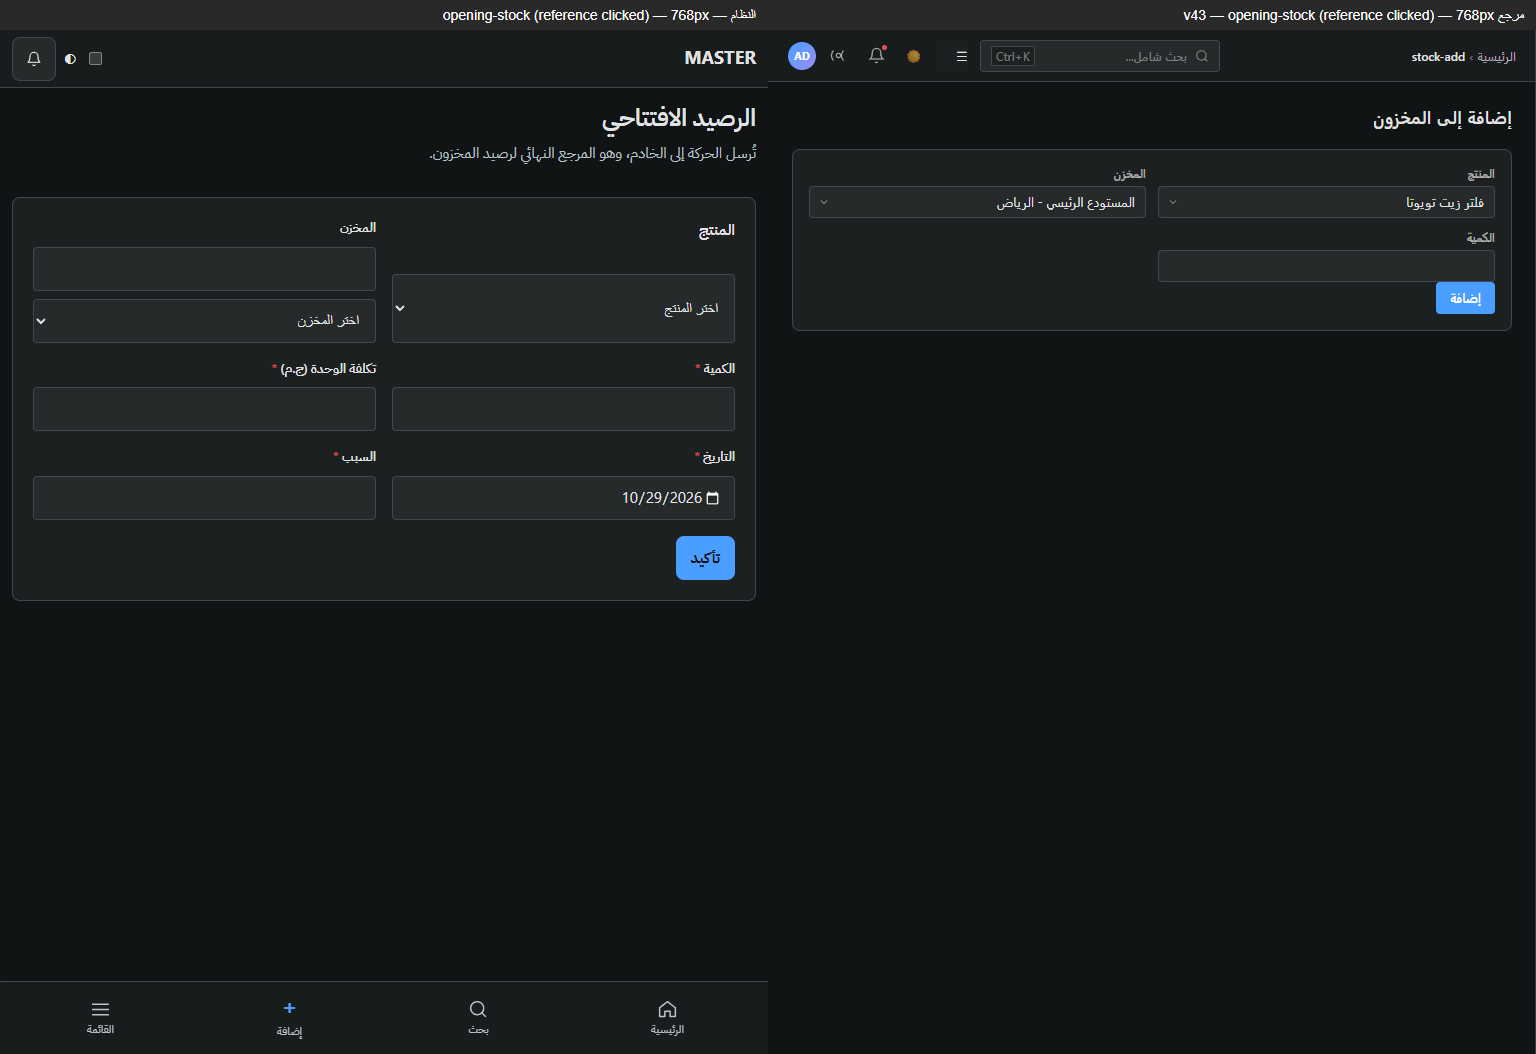 مرجع v43 — opening-stock (reference clicked) — 768px
الرئيسية › stock-add
بحث شامل...
Ctrl+K
AD
إضافة إلى المخزون
المنتج
المخزن
فلتر زيت تويوتا
المستودع الرئيسي - الرياض
الكمية
إضافة
النظام — opening-stock (reference clicked) — 768px
MASTER
الرصيد الافتتاحي
تُرسل الحركة إلى الخادم، وهو المرجع النهائي لرصيد المخزون.
المنتج
المخزن
اختر المنتج
اختر المخزن
الكمية *
تكلفة الوحدة (ج.م) *
التاريخ *
السبب *
10/29/2026
تأكيد
الرئيسية
بحث
+
إضافة
القائمة